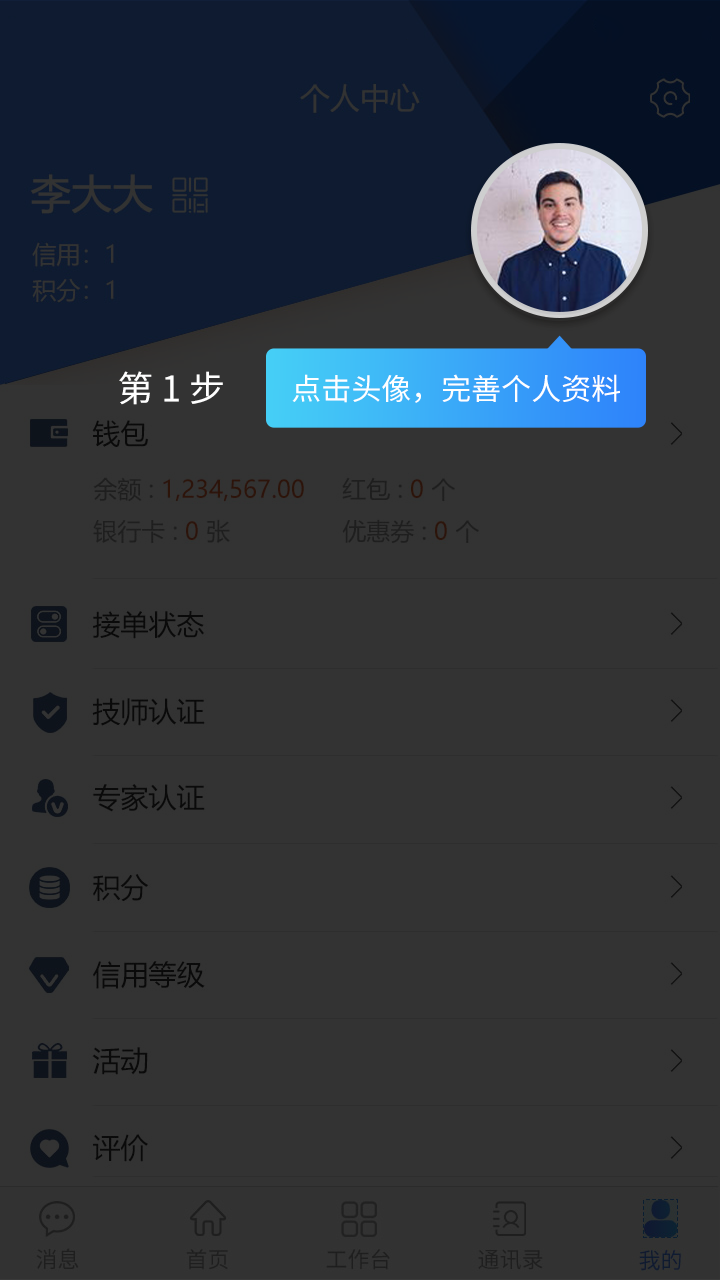 个人中心
李大大
信用：1
积分：1
第 1 步
点击头像，完善个人资料
钱包
余额 : 1,234,567.00 红包 : 0 个
银行卡 : 0 张 优惠券 : 0 个
接单状态
技师认证
专家认证
积分
信用等级
活动
评价
消息 首页 工作台 通讯录 我的